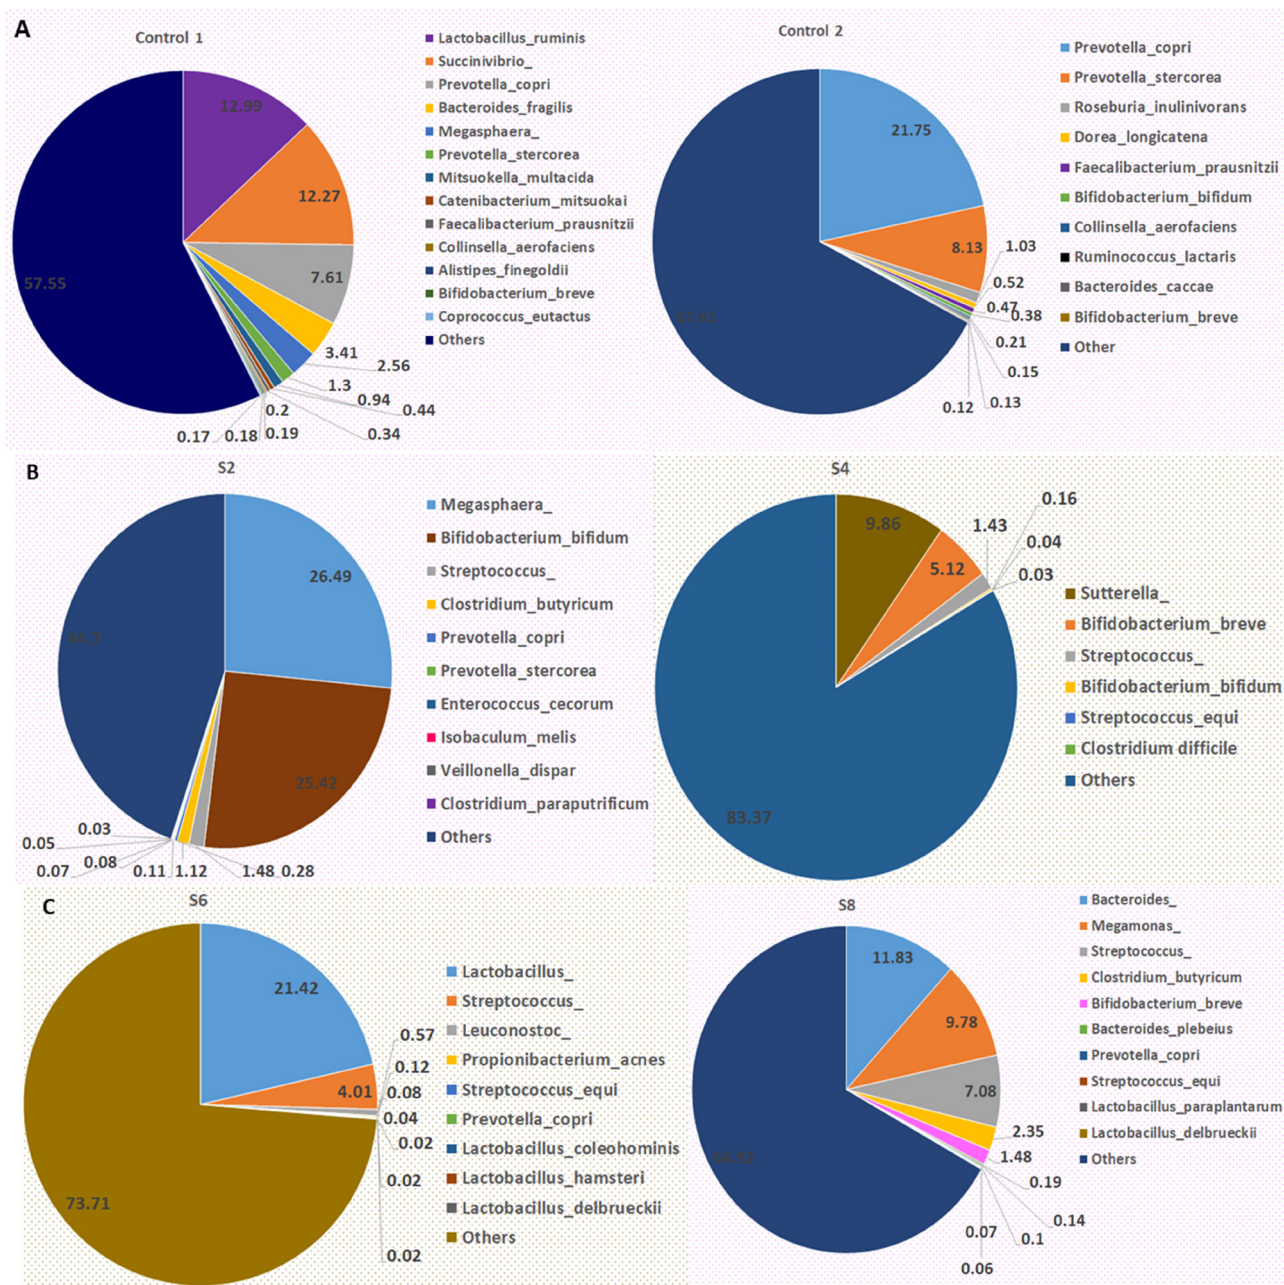 A
Control 1
12.99
12.27
7.61
3.41
2.56
1.3
0.94
0.44
0.34
0.2
0.19
0.18
0.17
57.55
Lactobacillus_ruminis
Succinivibrio_
Prevotella_copri
Bacteroides_fragilis
Megasphaera_
Prevotella_stercorea
Mitsuokella_multacida
Catenibacterium_mitsuokai
Faecalibacterium_prausnitzii
Collinsella_aerofaciens
Alistipes_finegoldii
Bifidobacterium_breve
Coprococcus_eutactus
Others
Control 2
21.75
8.13
1.03
0.52
0.47
0.38
0.21
0.15
0.13
0.12
Prevotella_copri
Prevotella_stercorea
Roseburia_inulinivorans
Dorea_longicatena
Faecalibacterium_prausnitzii
Bifidobacterium_bifidum
Collinsella_aerofaciens
Ruminococcus_lactaris
Bacteroides_caccae
Bifidobacterium_breve
Other
B
S2
26.49
25.42
0.28
1.48
1.12
0.11
0.08
0.07
0.05
0.03
Megasphaera_
Bifidobacterium_bifidum
Streptococcus_
Clostridium_butyricum
Prevotella_copri
Prevotella_stercorea
Enterococcus_cecorum
Isobaculum_melis
Veillonella_dispar
Clostridium_paraputrificum
Others
S4
9.86
5.12
1.43
0.16
0.04
0.03
83.37
Sutterella_
Bifidobacterium_breve
Streptococcus_
Bifidobacterium_bifidum
Streptococcus_equi
Clostridium difficile
Others
C
S6
21.42
4.01
0.57
0.12
0.08
0.04
0.02
0.02
0.02
73.71
Lactobacillus_
Streptococcus_
Leuconostoc_
Propionibacterium_acnes
Streptococcus_equi
Prevotella_copri
Lactobacillus_coleohominis
Lactobacillus_hamsteri
Lactobacillus_delbrueckii
Others
S8
11.83
9.78
7.08
2.35
1.48
0.19
0.14
0.1
0.07
0.06
Bacteroides_
Megamonas_
Streptococcus_
Clostridium_butyricum
Bifidobacterium_breve
Bacteroides_plebeius
Prevotella_copri
Streptococcus_equi
Lactobacillus_paraplantarum
Lactobacillus_delbrueckii
Others